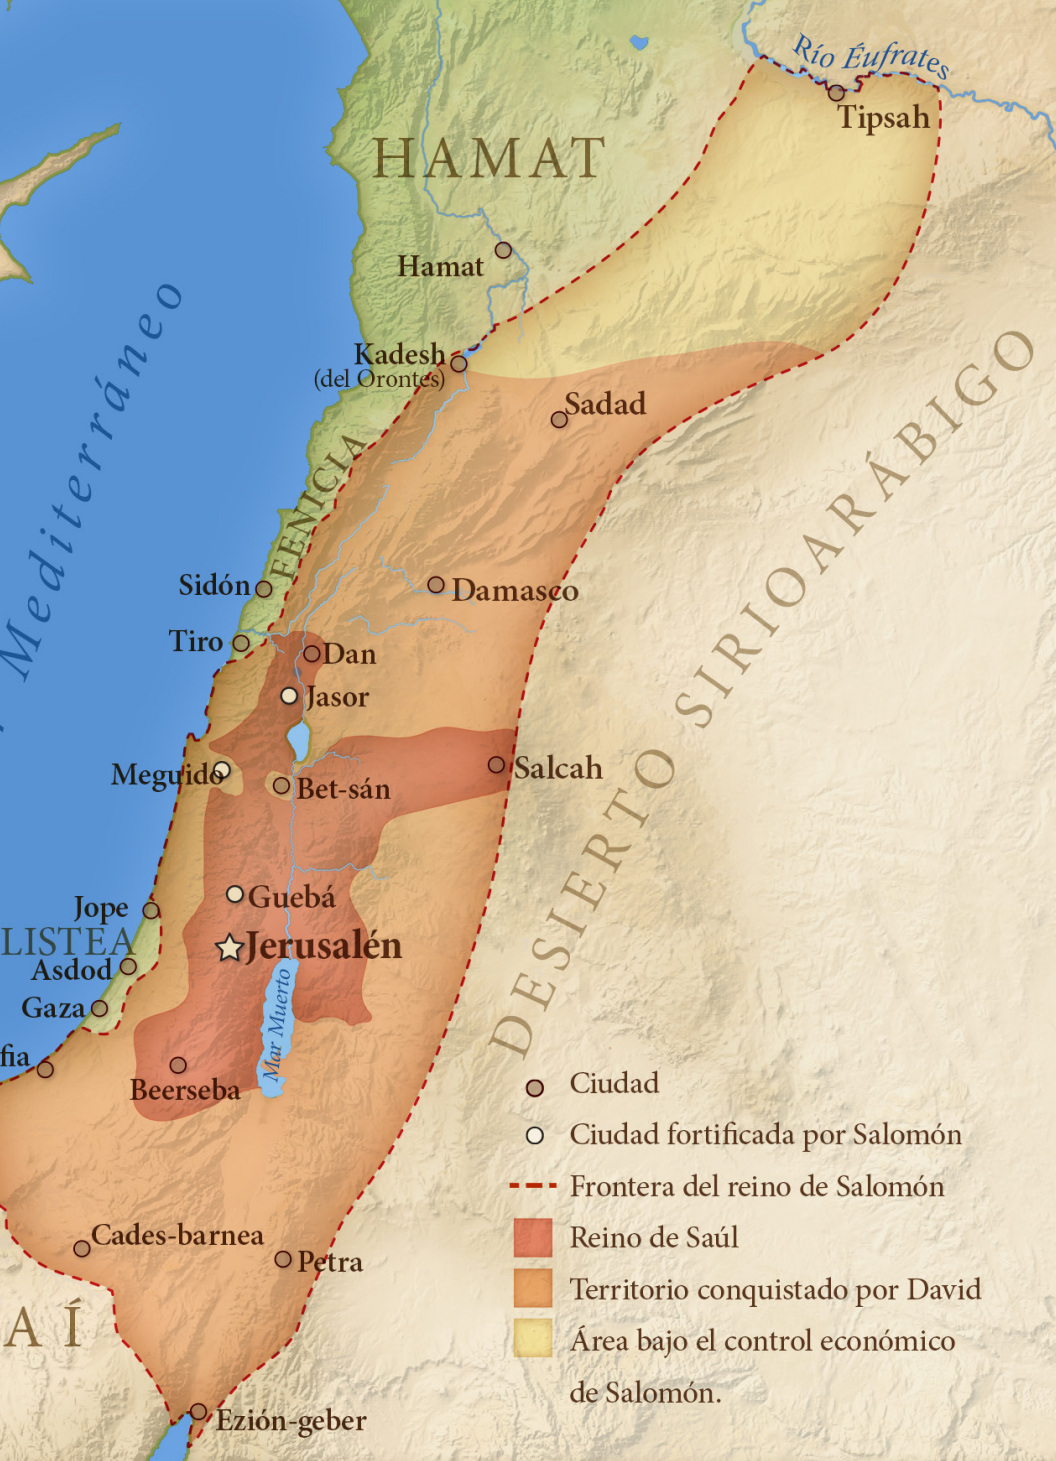 Río Éufrates
Tipsah
HAMAT
Hamat
Kadesh
(del Orontes)
Sadad
Mediterráneo
FENICIA
DESIERTO SIRIOARÁBIGO
Sidón
Damasco
Tiro
Dan
Jasor
Meguido
Bet-sán
Salcah
Guebá
Jope
LISTEA
Jerusalén
Asdod
Gaza
Mar Muerto
fia
Beerseba
Cades-barnea
Petra
AÍ
Ezión-geber
Ciudad
Ciudad fortificada por Salomón
Frontera del reino de Salomón
Reino de Saúl
Territorio conquistado por David
Área bajo el control económico
de Salomón.